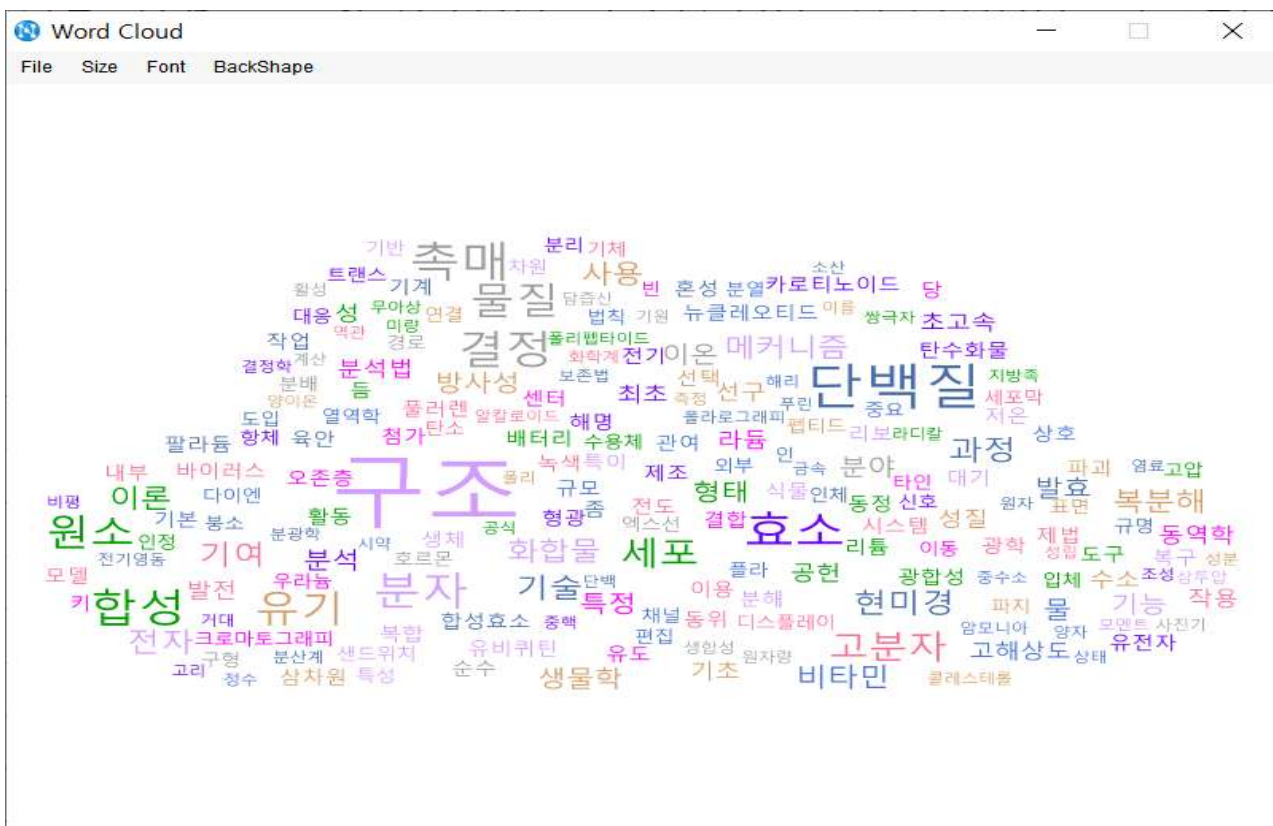 Word Cloud
File Size Font BackShape
기반 촉매 분리 기체
트랜스 차원 사용 소산
활성 기계 물질 담즙산 빈 혼성 분열 카로티노이드 당
대응 성 무아상 연결 법칙 기원 뉴클레오티드 이름 쌍극자 초고속
미량
작업 역관 경로 결정 폴리펩타이드 전기 이온 메커니즘 탄수화물
결정학 계산 분석법 화학계
분배 듬 방사성 보존법 최초 선택 선구 해리 단백질 지방족
양이온 센터 측정 푸린 중요 세포막
도입 열역학 풀러렌 알칼로이드 해명 폴라로그래피 펩티드 저온
팔라듐 항체 육안 첨가 탄소 배터리 수용체 관여 라듐 리보 라디칼 과정 상호
내부 바이러스 오존층 구조 폴리 녹색 특이 제조 외부 인 금속 분야 타인 대기 파괴 염료 고압
비평 이론 다이엔 규모 형태 식물 인체 동정 신호 원자 표면 발효 복분해
원소 기본 붕소 활동 공식 형광 좀 전도 결합 효소 시스템 성질 규명
인정 분광학 생체 엑스선 제법 동역학
전기영동 기여 분석 시약 호르몬 화합물 세포 리튬 이동 광학 성립 도구 복구 성분
모델 발전 우라늄 분자 기술 단백 플라 공헌 광합성 중수소 입체 수소 조성 삼투압
키 합성 유기 특정 이용 분해 현미경 파지 물 기능 작용
거대 합성효소 중핵 채널 동위 디스플레이 모멘트 사진기
전자 크로마토그래피 복합 편집 고분자 암모니아 양자 유전자
구형 분산계 샌드위치 유비퀴틴 유도 생합성 원자량 고해상도 상태
고리 정수 삼차원 특성 순수 생물학 기초 비타민 콜레스테롤